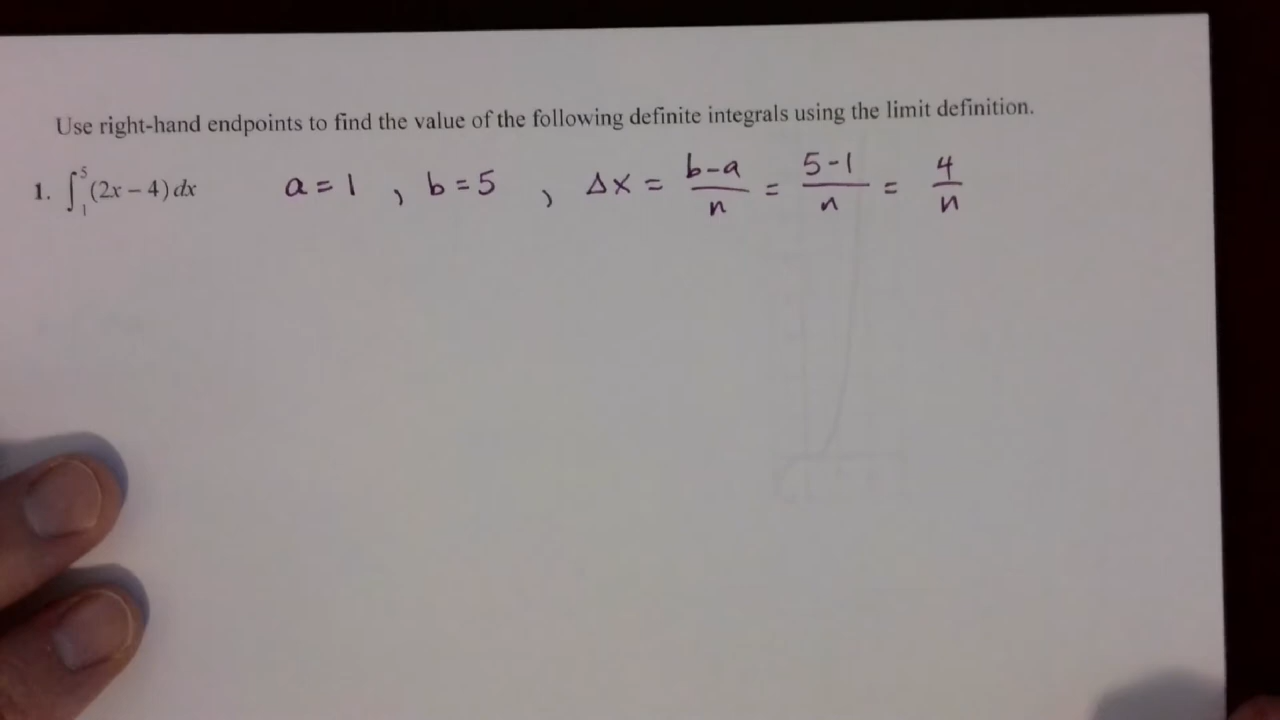 Use right-hand endpoints to find the value of the following definite integrals using the limit definition.
1. ∫₁⁵ (2x – 4) dx    a = 1 , b = 5 , Δx = (b-a)/n = (5-1)/n = 4/n